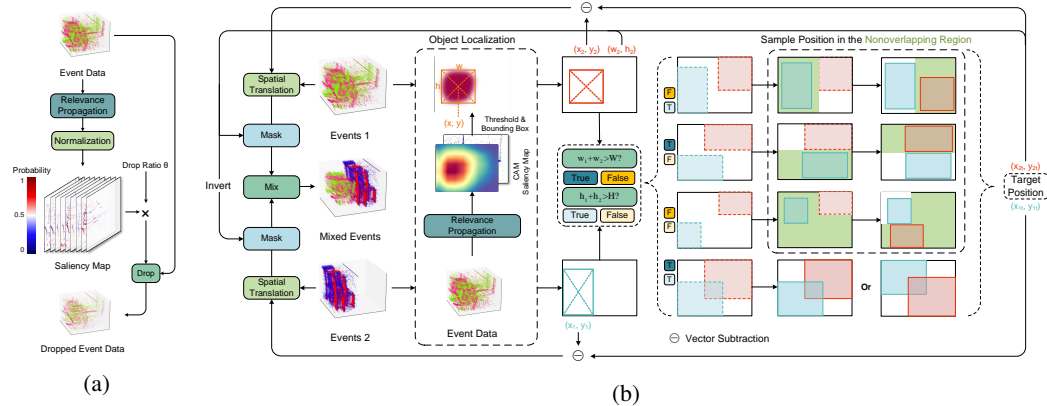 Event Data
Relevance
Propagation
Normalization
Probability
1
0.5
0
Drop Ratio θ
×
Saliency Map
Drop
Dropped Event Data
(a)
Invert
Spatial
Translation
Mask
Mix
Mask
Spatial
Translation
Events 1
Mixed Events
Events 2
Object Localization
w
h
(x, y)
Threshold &
Bounding Box
CAM
Saliency Map
Relevance
Propagation
Event Data
(x₂, y₂)
(w₂, h₂)
w₁+w₂>W?
True
False
h₁+h₂>H?
True
False
(x₁, y₁)
Sample Position in the Nonoverlapping Region
F
T
T
F
F
F
T
T
Or
(x₂ₜ, y₂ₜ)
Target
Position
(x₁ₜ, y₁ₜ)
⊖ Vector Subtraction
(b)